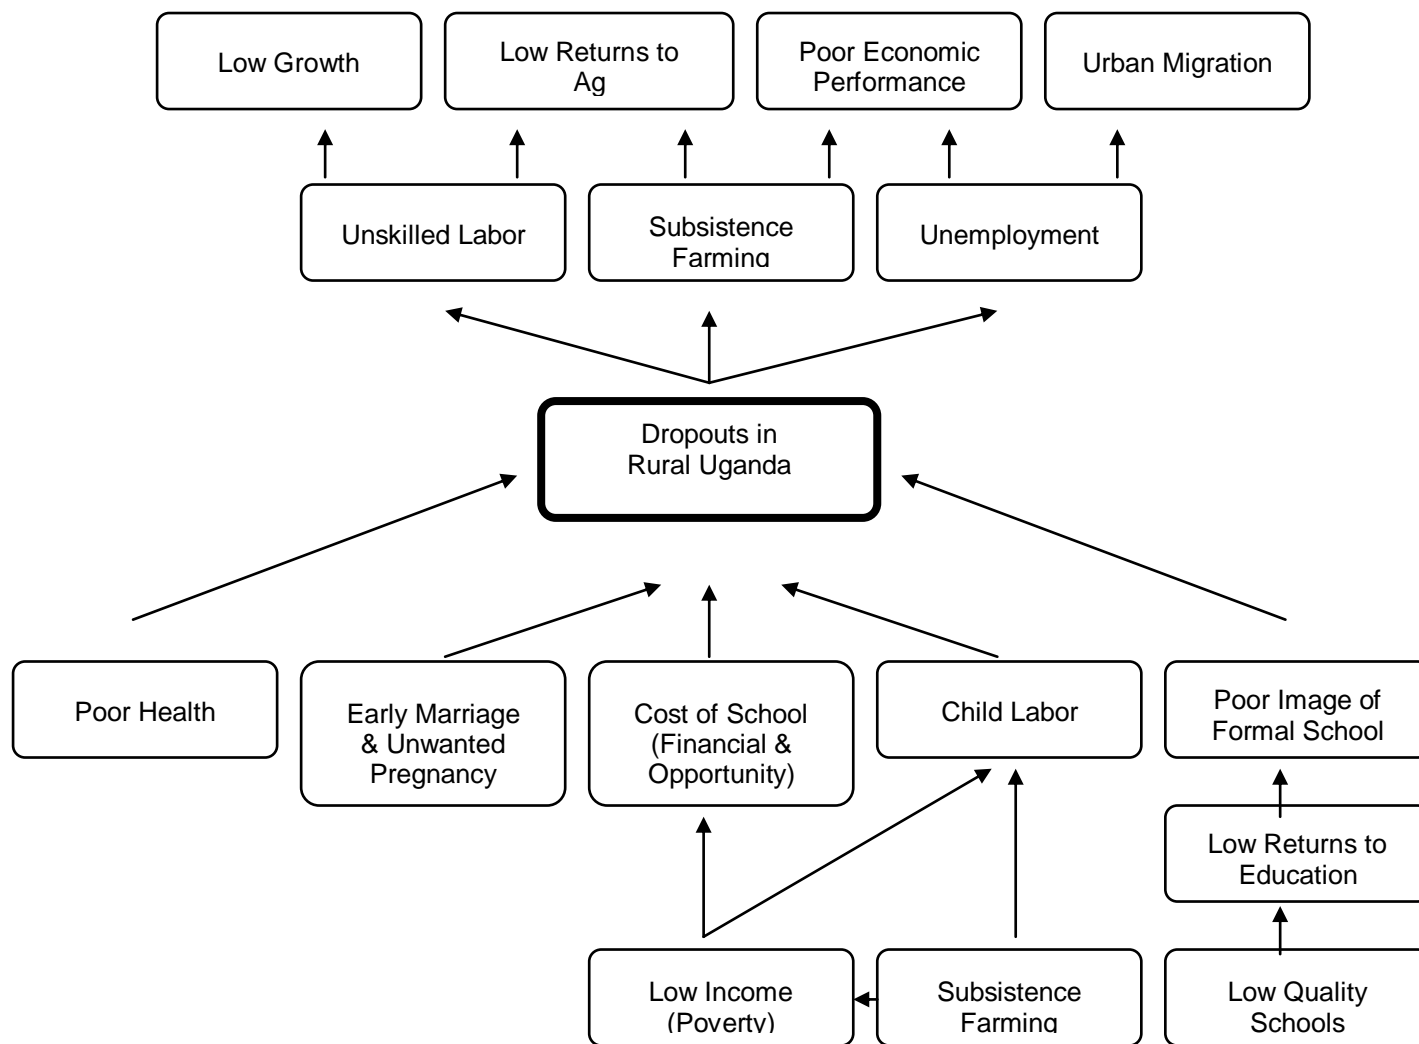 Low Growth
Low Returns to
Ag
Poor Economic
Performance
Urban Migration
Unskilled Labor
Subsistence
Farming
Unemployment
Dropouts in
Rural Uganda
Poor Health
Early Marriage
& Unwanted
Pregnancy
Cost of School
(Financial &
Opportunity)
Child Labor
Poor Image of
Formal School
Low Returns to
Education
Low Income
(Poverty)
Subsistence
Farming
Low Quality
Schools